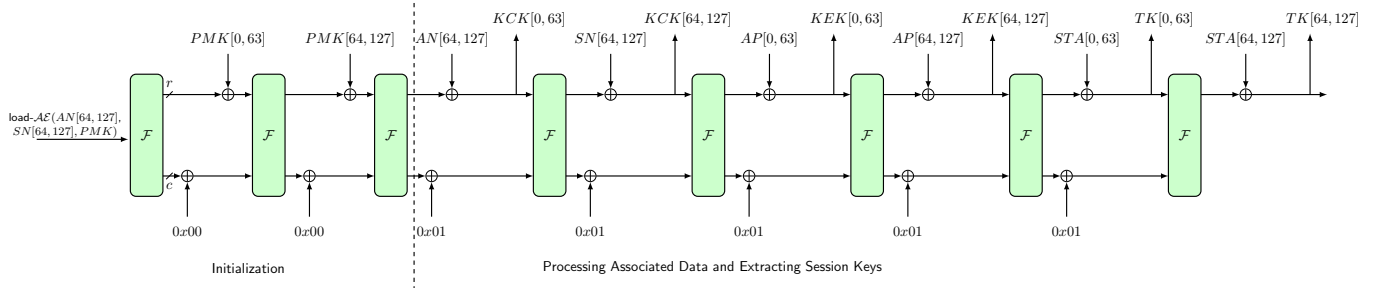 KCK[0, 63] KCK[64, 127] KEK[0, 63] KEK[64, 127] TK[0, 63] TK[64, 127]
PMK[0, 63] PMK[64, 127] AN[64, 127] SN[64, 127] AP[0, 63] AP[64, 127] STA[0, 63] STA[64, 127]
r
load-𝒜ℰ(AN[64, 127],
SN[64, 127], PMK)
ℱ ℱ ℱ ℱ ℱ ℱ ℱ ℱ
c
0x00 0x00 0x01 0x01 0x01 0x01 0x01
Initialization
Processing Associated Data and Extracting Session Keys